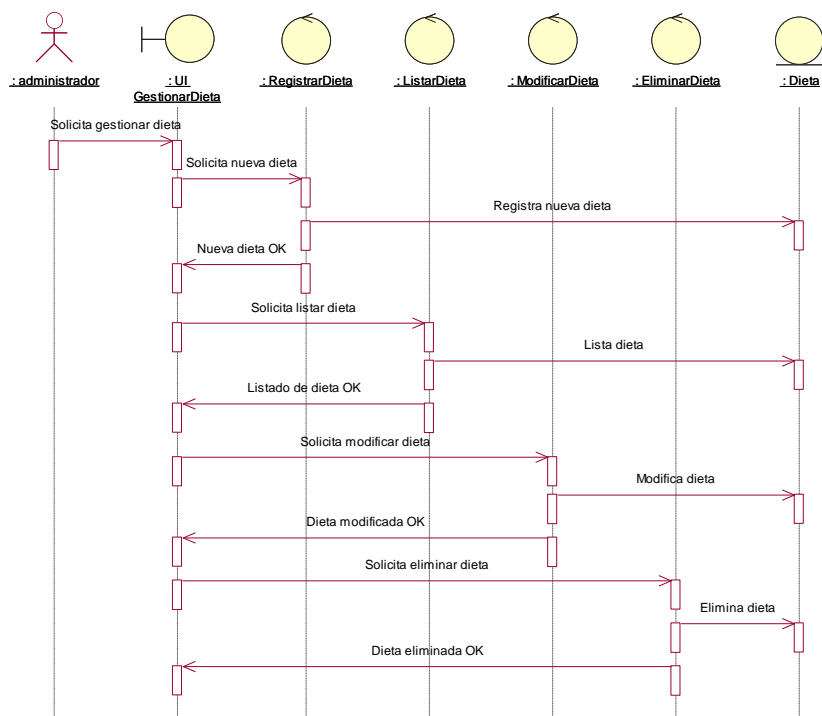 : administrador
: UI
GestionarDieta
: RegistrarDieta
: ListarDieta
: ModificarDieta
: EliminarDieta
: Dieta
Solicita gestionar dieta
Solicita nueva dieta
Registra nueva dieta
Nueva dieta OK
Solicita listar dieta
Lista dieta
Listado de dieta OK
Solicita modificar dieta
Modifica dieta
Dieta modificada OK
Solicita eliminar dieta
Elimina dieta
Dieta eliminada OK